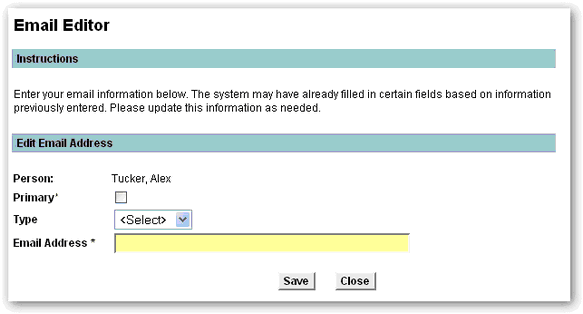 Email Editor
Instructions
Enter your email information below. The system may have already filled in certain fields based on information
previously entered. Please update this information as needed.
Edit Email Address
Person: Tucker, Alex
Primary*
Type <Select>
Email Address *
Save Close